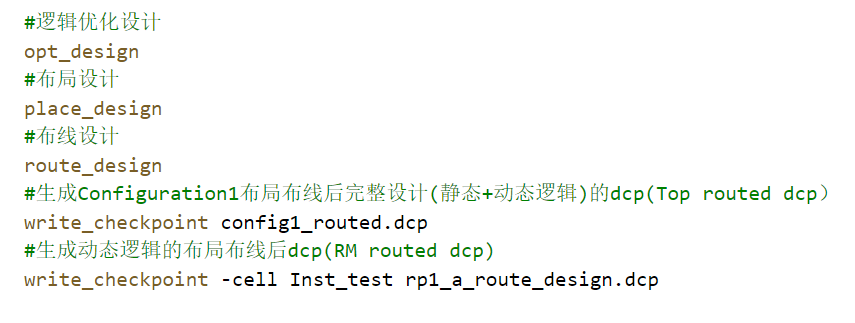 #逻辑优化设计
opt_design
#布局设计
place_design
#布线设计
route_design
#生成Configuration1布局布线后完整设计(静态+动态逻辑)的dcp(Top routed dcp）
write_checkpoint config1_routed.dcp
#生成动态逻辑的布局布线后dcp(RM routed dcp)
write_checkpoint -cell Inst_test rp1_a_route_design.dcp